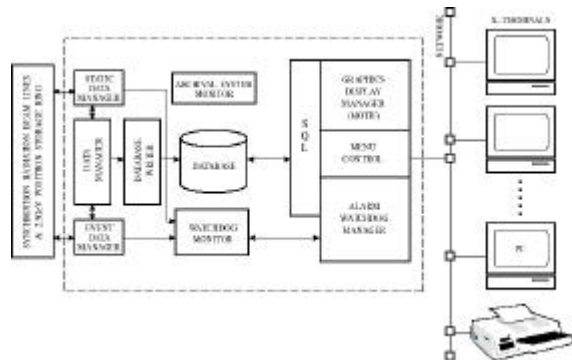 SYNCHROTRON RADIATION BEAM LINES
& 2.5GeV POSITRON STORAGE RING
STATIC
DATA
MANAGER
DATA
MANAGER
EVENT
DATA
MANAGER
DATABASE
WRITER
ARCHIVAL SYSTEM
MONITOR
DATABASE
WATCHDOG
MONITOR
SQL
GRAPHICS
DISPLAY
MANAGER
(MOTIF)
MENU
CONTROL
ALARM
WATCHDOG
MANAGER
NETWORK
X-TERMINALS
PC